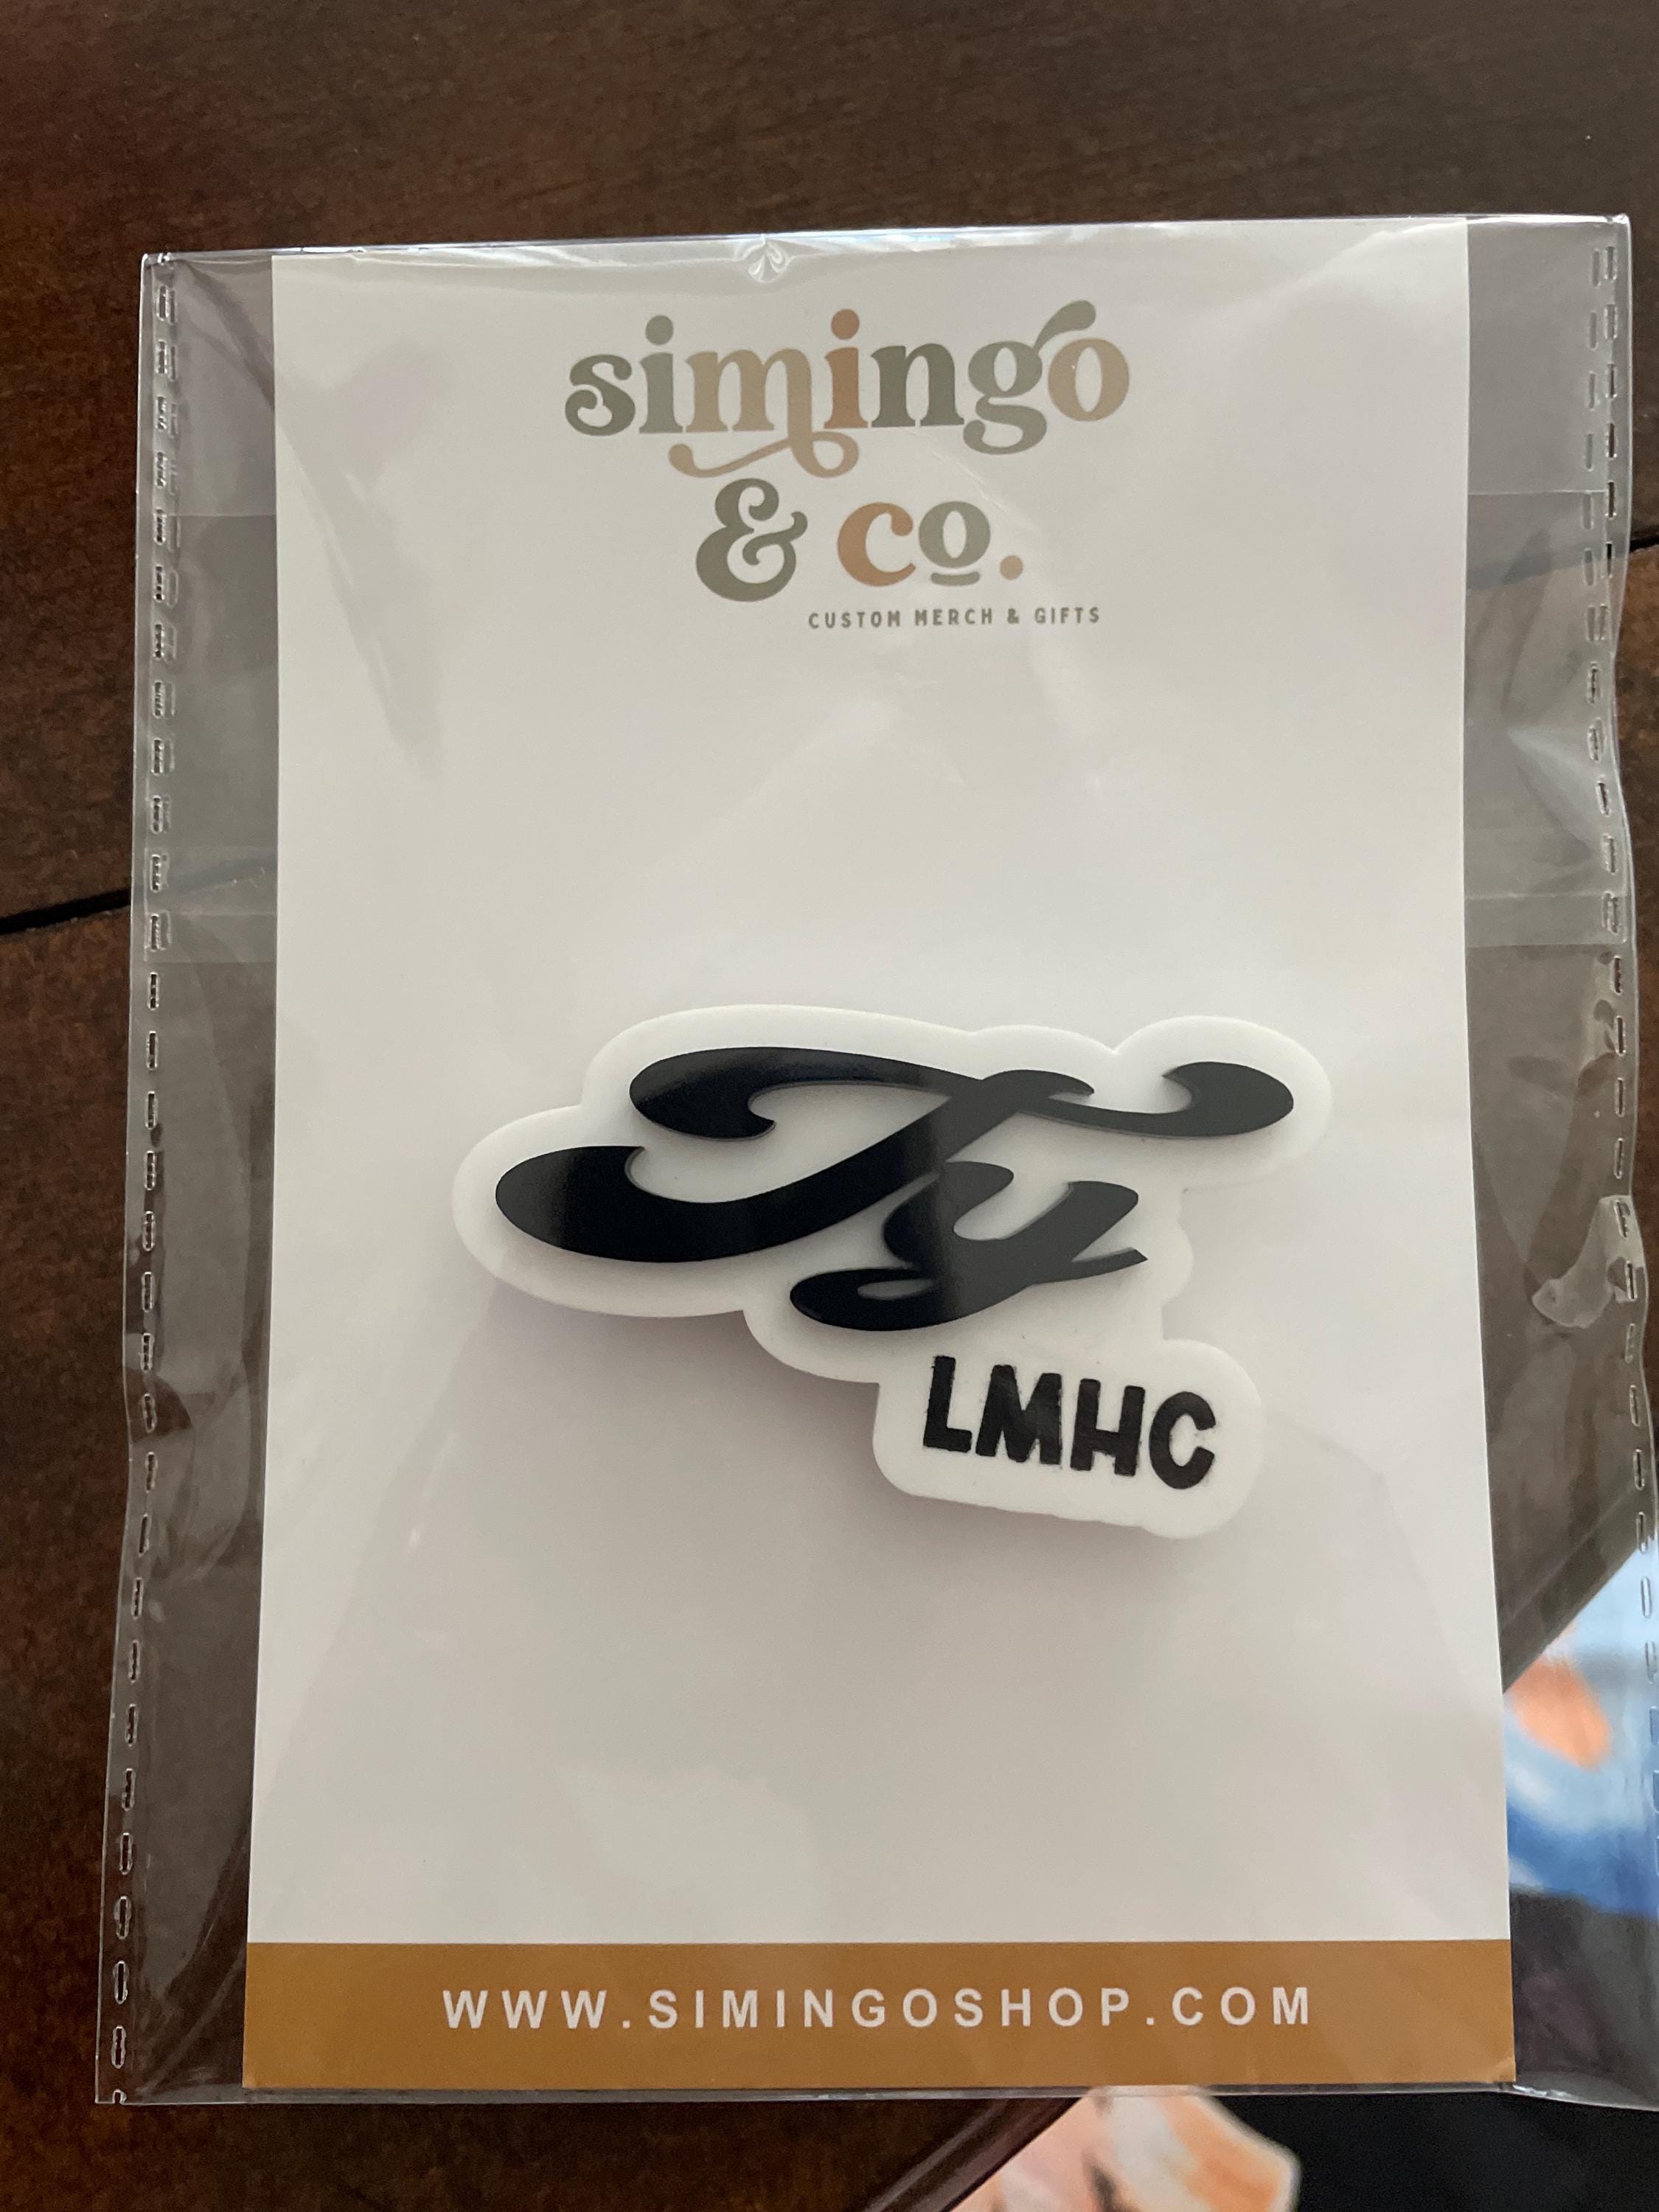 simingo
& co.
CUSTOM MERCH & GIFTS
Ty
LMHC
WWW.SIMINGOSHOP.COM